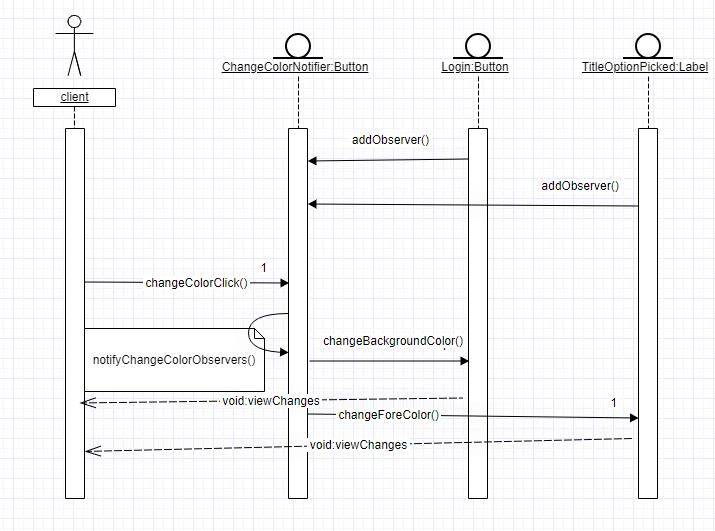 ChangeColorNotifier:Button
Login:Button
TitleOptionPicked:Label
client
addObserver()
addObserver()
1
changeColorClick()
changeBackgroundColor()
notifyChangeColorObservers()
void:viewChanges
1
changeForeColor()
void:viewChanges